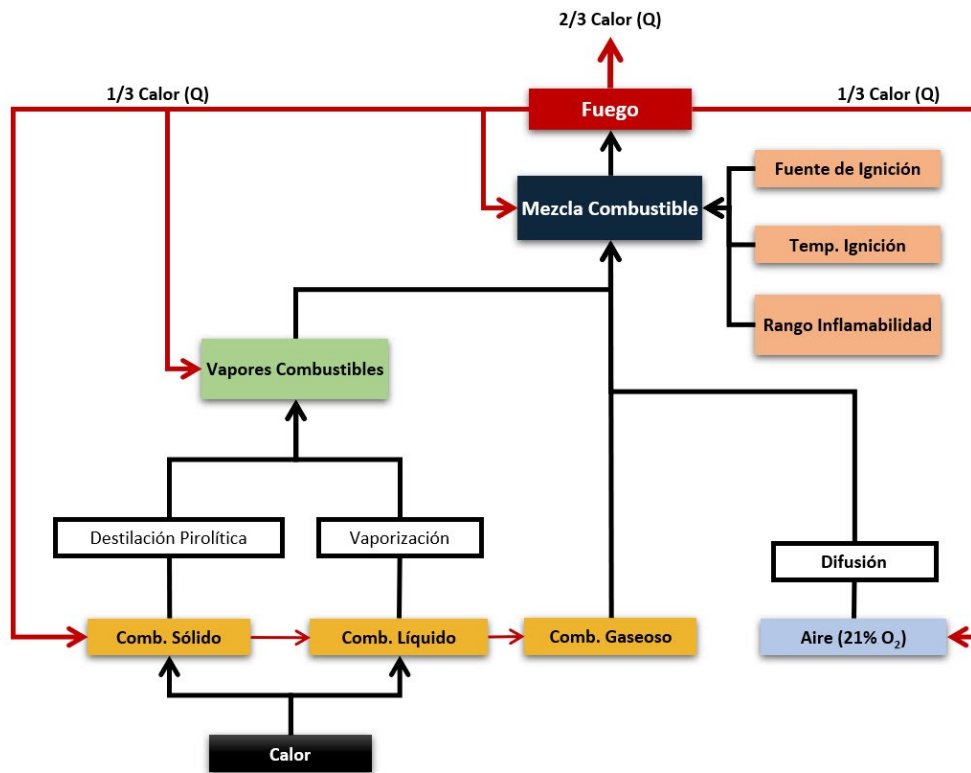 2/3 Calor (Q)
1/3 Calor (Q)
Fuego
1/3 Calor (Q)
Fuente de Ignición
Mezcla Combustible
Temp. Ignición
Rango Inflamabilidad
Vapores Combustibles
Destilación Pirolítica
Vaporización
Difusión
Comb. Sólido
Comb. Líquido
Comb. Gaseoso
Aire (21% O₂)
Calor